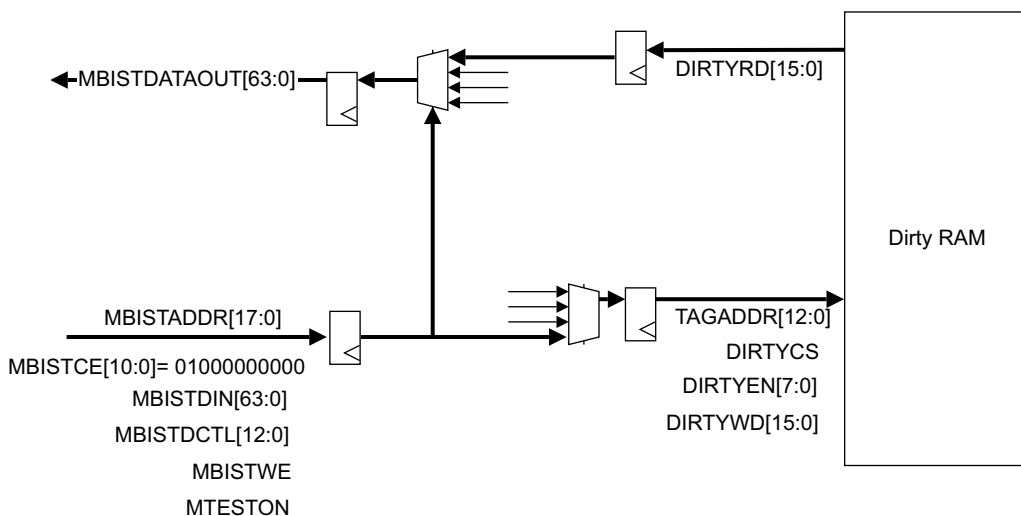 DIRTYRD[15:0]
MBISTDATAOUT[63:0]
Dirty RAM
MBISTADDR[17:0]
TAGADDR[12:0]
MBISTCE[10:0]= 01000000000
DIRTYCS
MBISTDIN[63:0]
DIRTYEN[7:0]
MBISTDCTL[12:0]
DIRTYWD[15:0]
MBISTWE
MTESTON